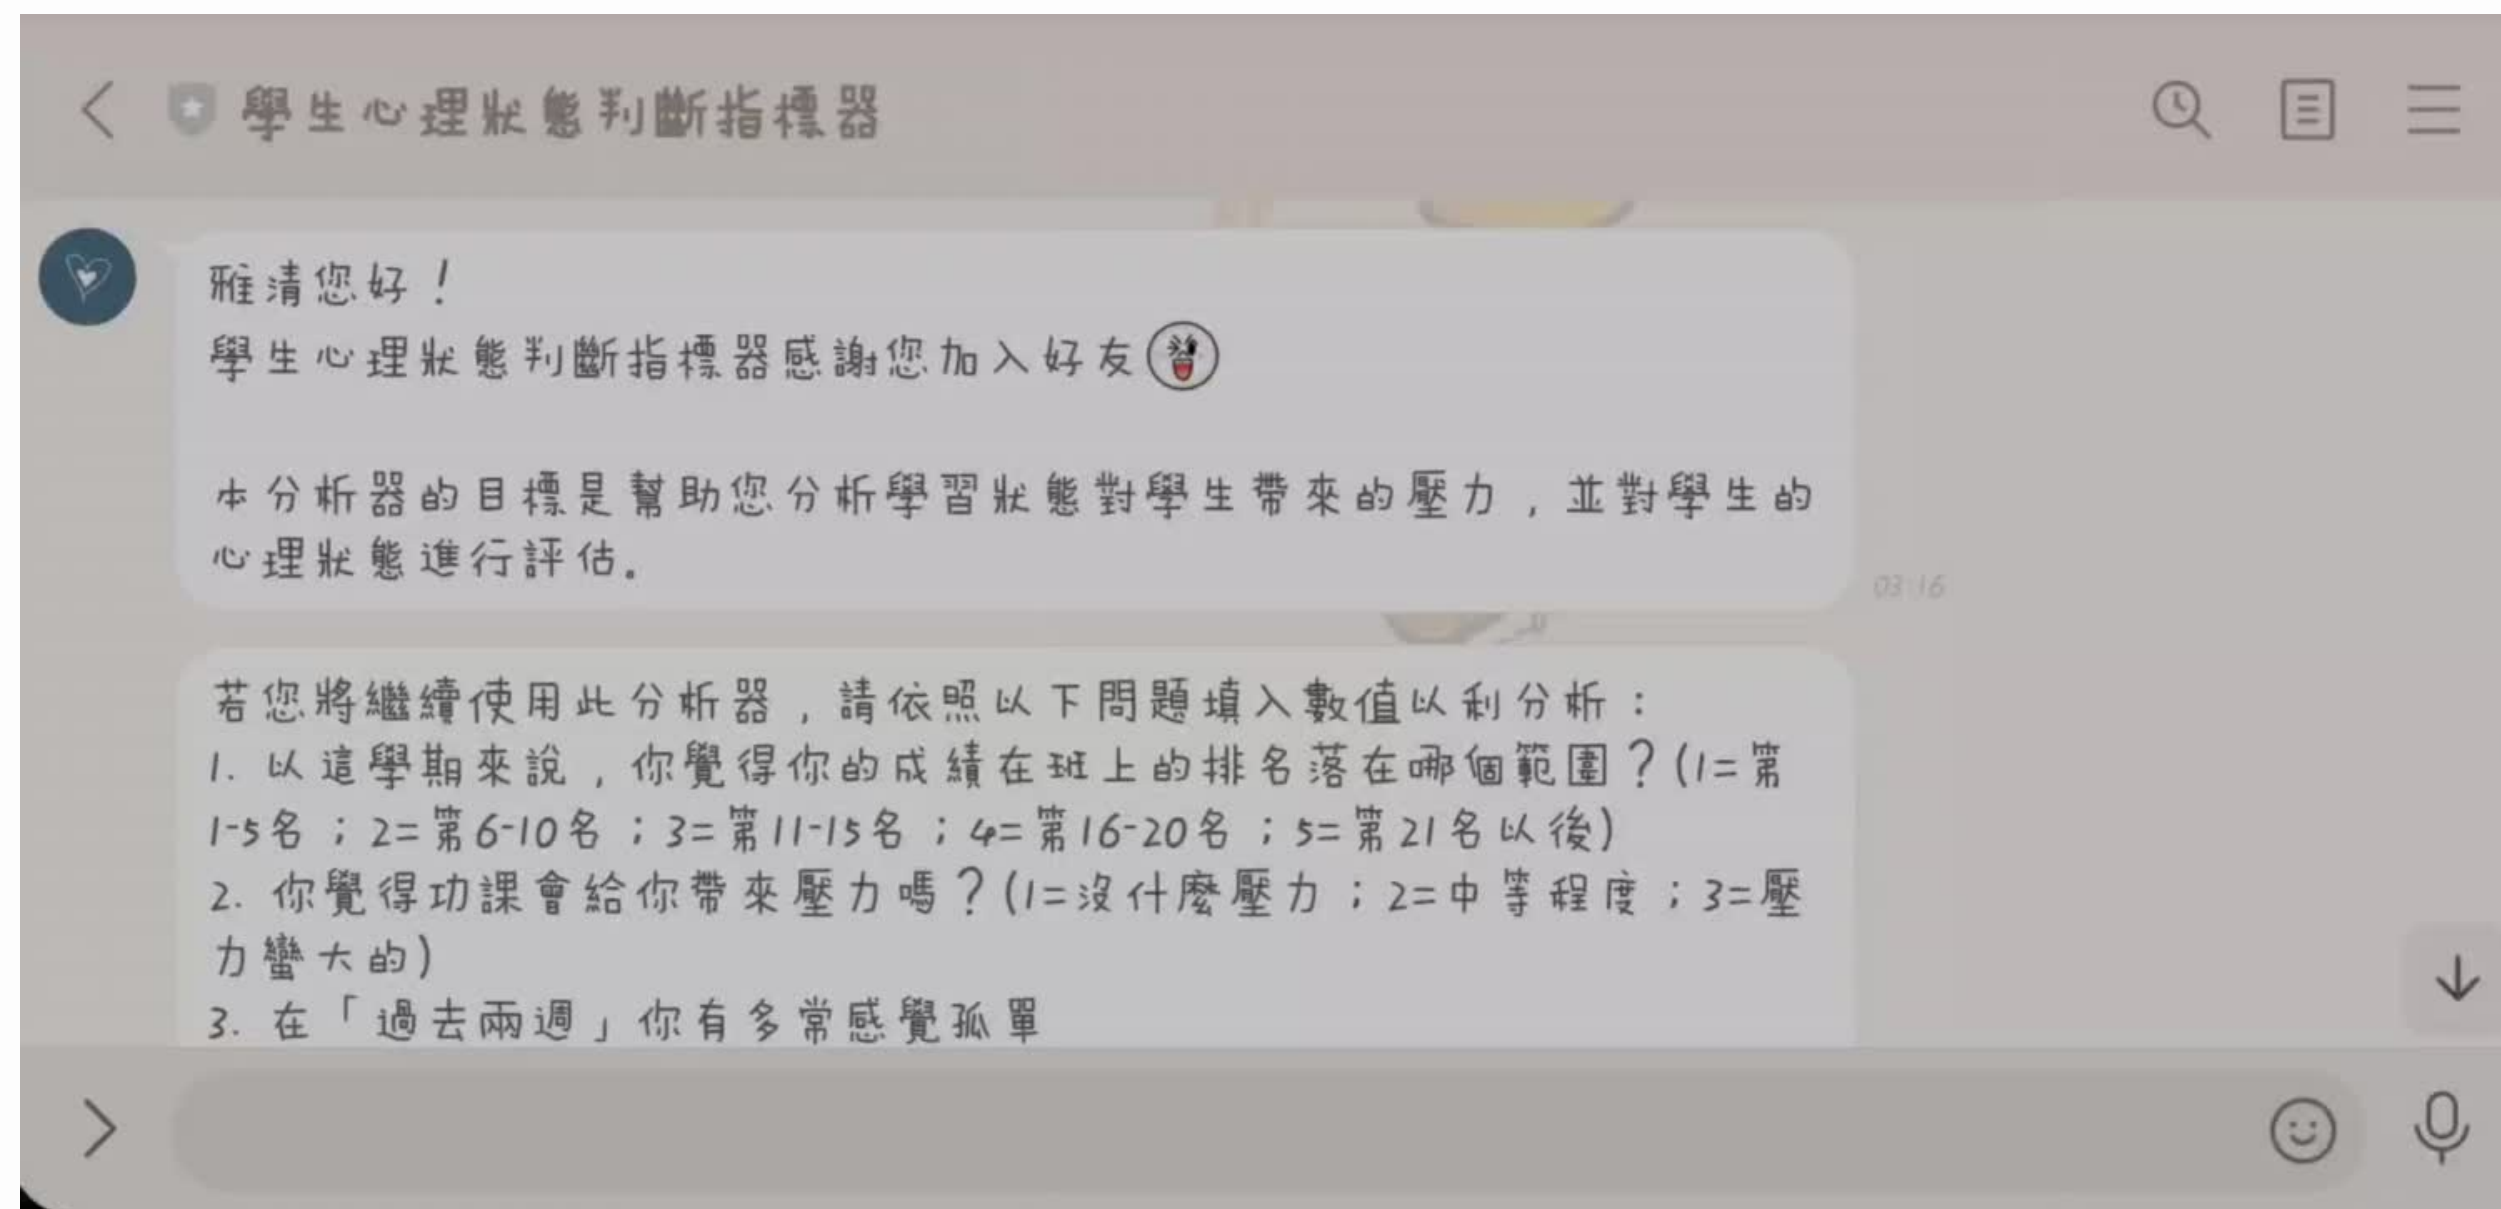 學生心理狀態判斷指標器
雅清您好！
學生心理狀態判斷指標器感謝您加入好友
本分析器的目標是幫助您分析學習狀態對學生帶來的壓力，並對學生的
心理狀態進行評估。
03:16
若您將繼續使用此分析器，請依照以下問題填入數值以利分析：
1. 以這學期來說，你覺得你的成績在班上的排名落在哪個範圍？(1=第
1-5名；2=第6-10名；3=第11-15名；4=第16-20名；5=第21名以後)
2. 你覺得功課會給你帶來壓力嗎？(1=沒什麼壓力；2=中等程度；3=壓
力蠻大的)
3. 在「過去兩週」你有多常感覺孤單